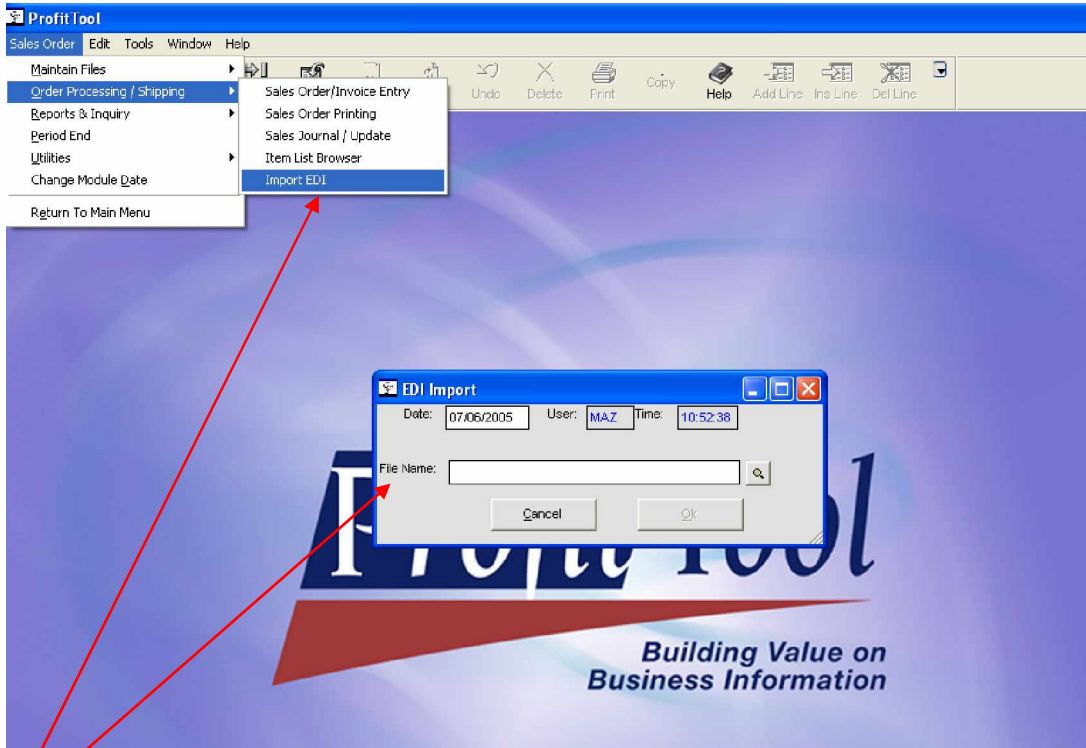 ProfitTool
Sales Order Edit Tools Window Help
Maintain Files
Order Processing / Shipping
Reports & Inquiry
Period End
Utilities
Change Module Date
Return To Main Menu
Sales Order/Invoice Entry
Sales Order Printing
Sales Journal / Update
Item List Browser
Import EDI
Undo Delete Print Copy Help Add Line Ins Line Del Line
EDI Import
Date: 07/06/2005 User: MAZ Time: 10:52:38
File Name:
Cancel Ok
Profit Tool
Building Value on
Business Information